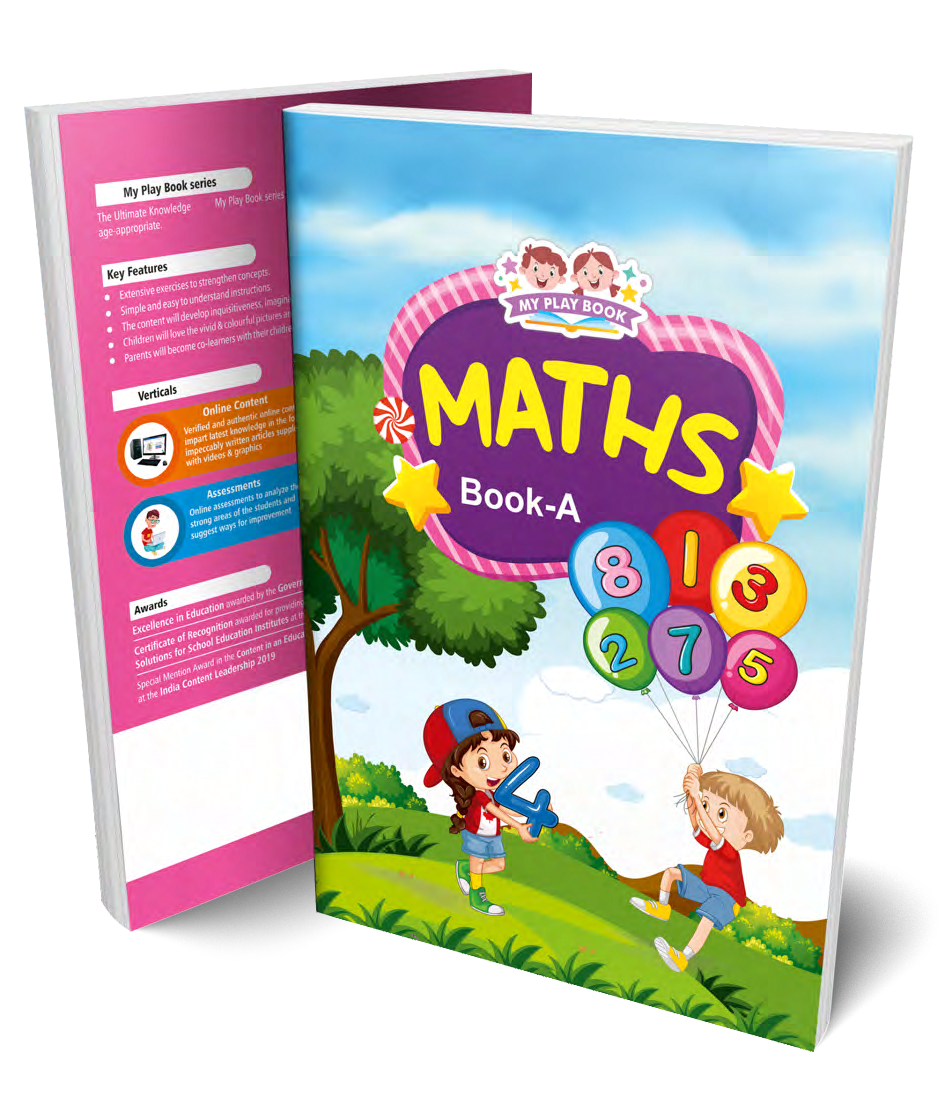 My Play Book series
The Ultimate Knowledge My Play Book series
age-appropriate.
Key Features
• Extensive exercises to strengthen concepts.
• Simple and easy to understand instructions.
• The content will develop inquisitiveness, Imagin
• Children will love the vivid & colourful pictures an
• Parents will become co-learners with their childre
Verticals
Online Content
Verified and authentic online con
impart latest knowledge in the fo
impeccably written articles suppl
with videos & graphics
Assessments
Online assessments to analyze th
strong areas of the students and
suggest ways for improvement
Awards
Excellence in Education awarded by the Govern
Certificate of Recognition awarded for providing
Solutions for School Education Institutes at th
Special Mention Award in the Content in an Educa
at the India Content Leadership 2019
MY PLAY BOOK
MATHS
Book-A
8
1
3
2
7
5
4